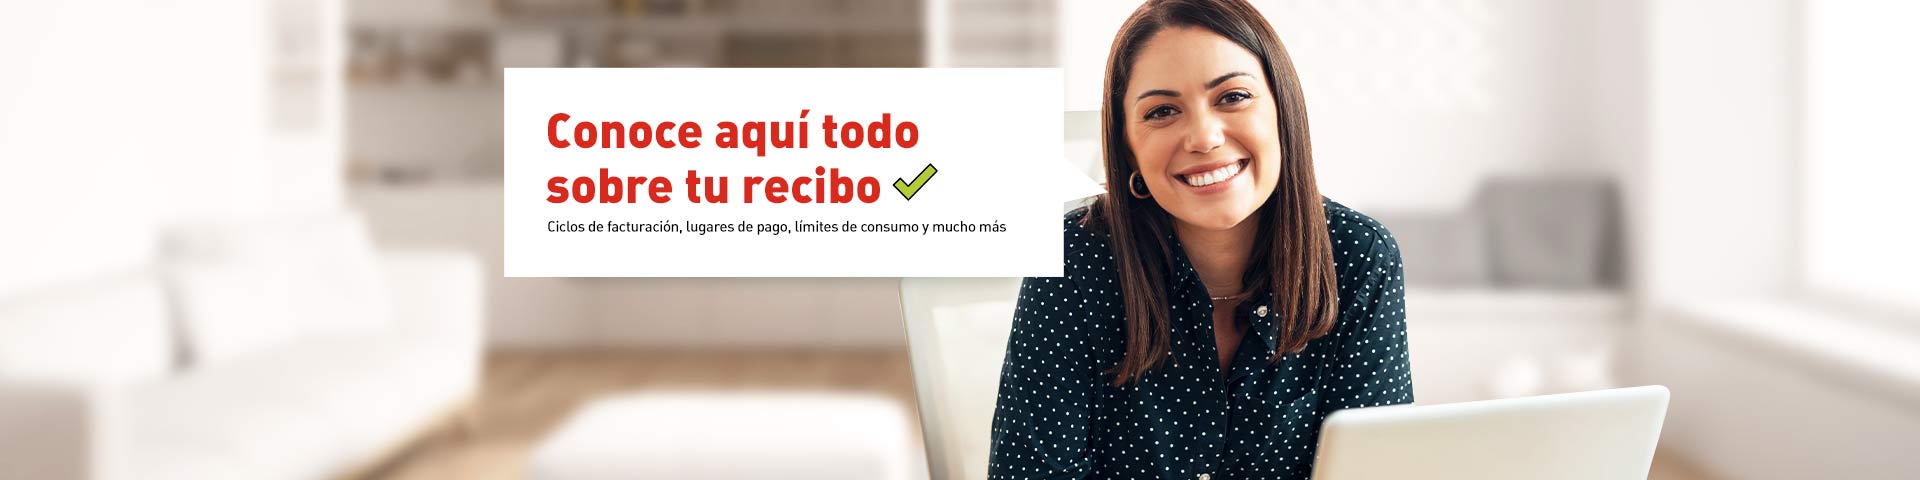 Conoce aquí todo
sobre tu recibo
Ciclos de facturación, lugares de pago, límites de consumo y mucho más